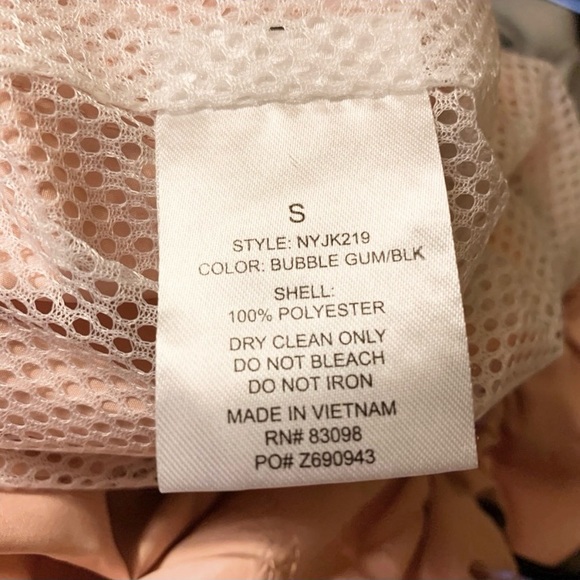 S
STYLE: NYJK219
COLOR: BUBBLE GUM/BLK
SHELL:
100% POLYESTER
DRY CLEAN ONLY
DO NOT BLEACH
DO NOT IRON
MADE IN VIETNAM
RN# 83098
PO# Z690943